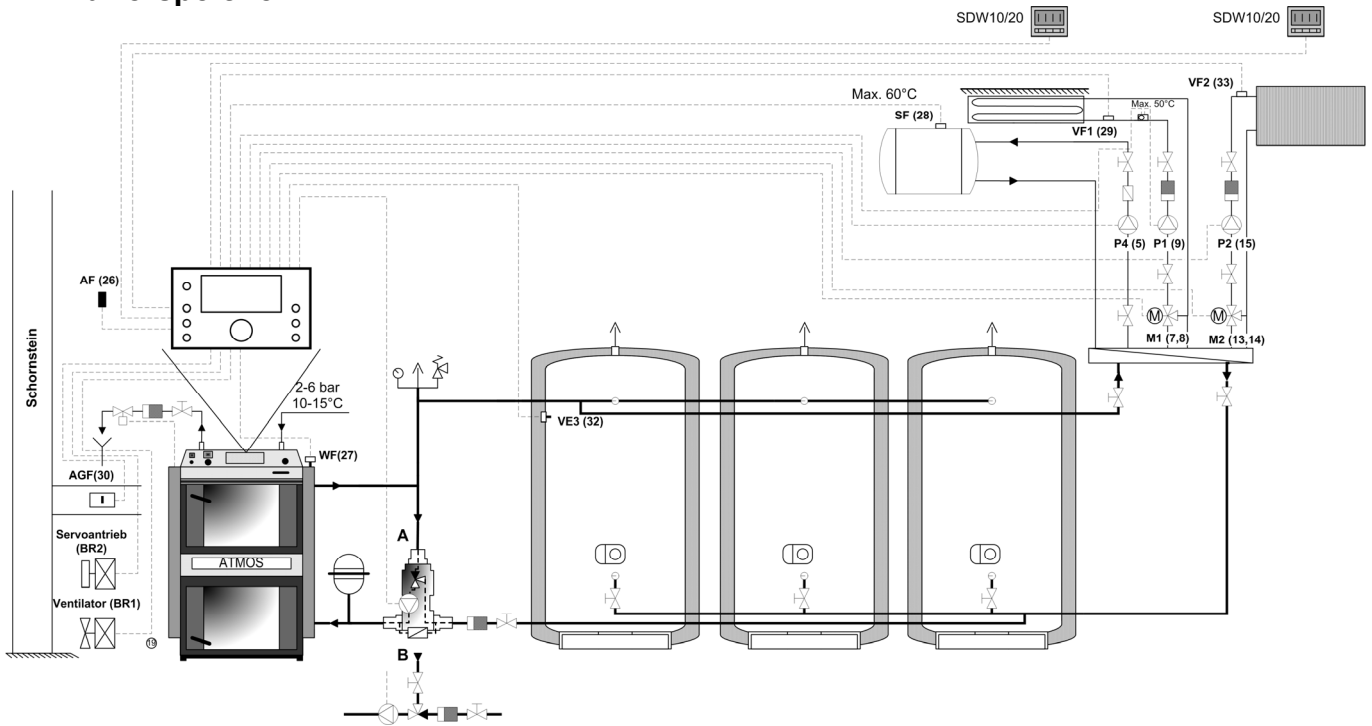 SDW10/20
SDW10/20
VF2 (33)
Max. 60°C
SF (28)
Max. 50°C
VF1 (29)
P4 (5)
P1 (9)
P2 (15)
AF (26)
M
M
M1 (7,8)
M2 (13,14)
Schornstein
2-6 bar
10-15°C
VE3 (32)
WF(27)
AGF(30)
A
Servoantrieb
(BR2)
ATMOS
Ventilator (BR1)
19
B